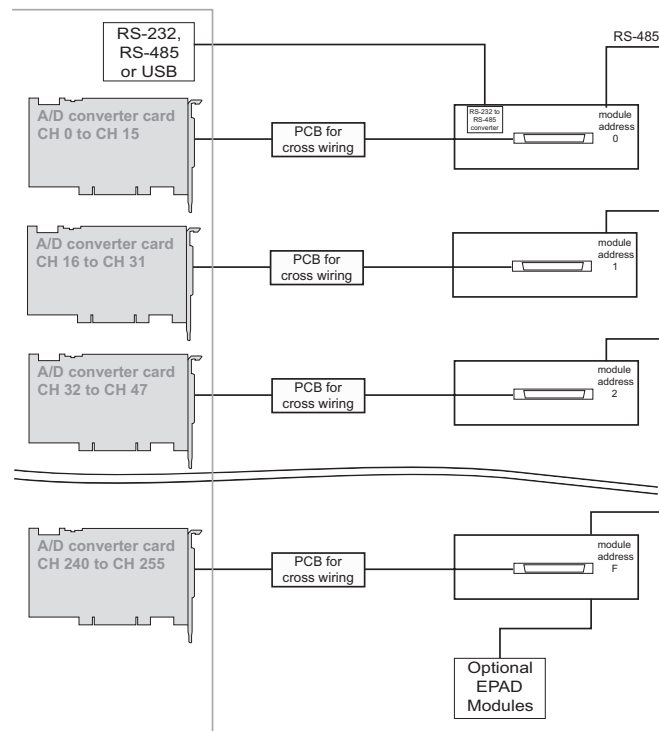 RS-232,
RS-485
or USB
RS-485
A/D converter card
CH 0 to CH 15
PCB for
cross wiring
RS-232 to
RS-485
converter
module
address
0
A/D converter card
CH 16 to CH 31
PCB for
cross wiring
module
address
1
A/D converter card
CH 32 to CH 47
PCB for
cross wiring
module
address
2
A/D converter card
CH 240 to CH 255
PCB for
cross wiring
module
address
F
Optional
EPAD
Modules